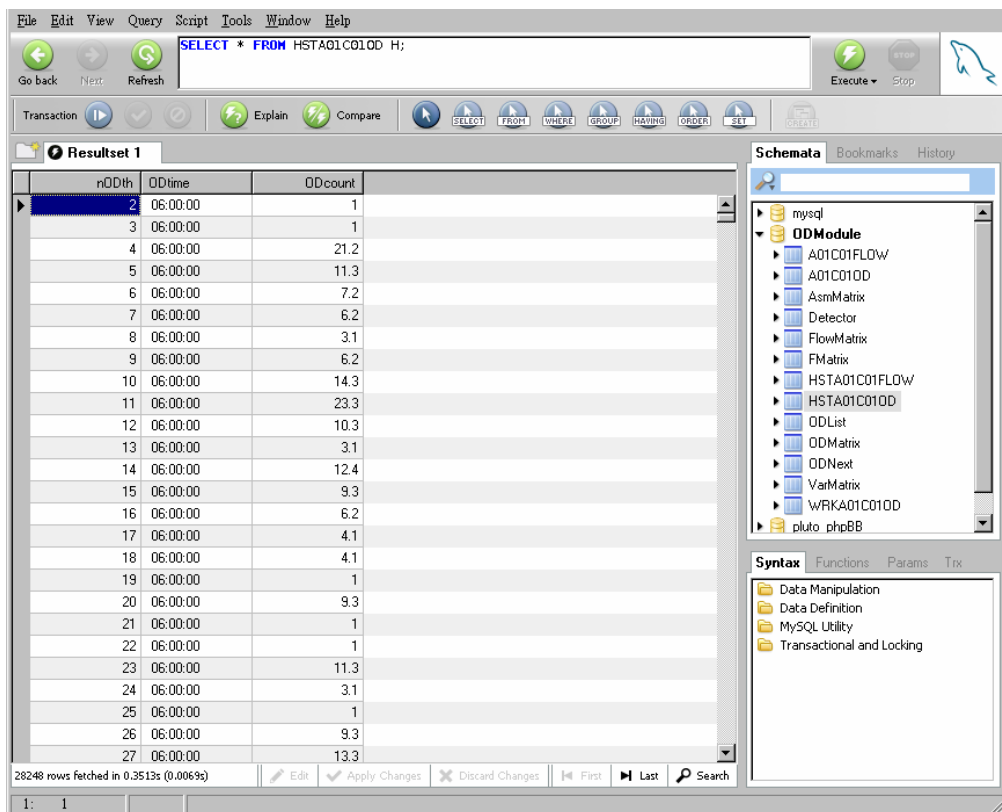 File Edit View Query Script Tools Window Help
SELECT * FROM HSTA01C01OD H;
Go back Next Refresh Execute Stop
STOP
Transaction Explain Compare SELECT FROM WHERE GROUP HAVING ORDER SET CREATE
Resultset 1
nODth ODtime ODcount
2 06:00:00 1
3 06:00:00 1
4 06:00:00 21.2
5 06:00:00 11.3
6 06:00:00 7.2
7 06:00:00 6.2
8 06:00:00 3.1
9 06:00:00 6.2
10 06:00:00 14.3
11 06:00:00 23.3
12 06:00:00 10.3
13 06:00:00 3.1
14 06:00:00 12.4
15 06:00:00 9.3
16 06:00:00 6.2
17 06:00:00 4.1
18 06:00:00 4.1
19 06:00:00 1
20 06:00:00 9.3
21 06:00:00 1
22 06:00:00 1
23 06:00:00 11.3
24 06:00:00 3.1
25 06:00:00 1
26 06:00:00 9.3
27 06:00:00 13.3
28248 rows fetched in 0.3513s (0.0069s) Edit Apply Changes Discard Changes First Last Search
1: 1
Schemata Bookmarks History
mysql
ODModule
A01C01FLOW
A01C01OD
AsmMatrix
Detector
FlowMatrix
FMatrix
HSTA01C01FLOW
HSTA01C01OD
ODList
ODMatrix
ODNext
VarMatrix
WRKA01C01OD
pluto_phpBB
Syntax Functions Params Trx
Data Manipulation
Data Definition
MySQL Utility
Transactional and Locking